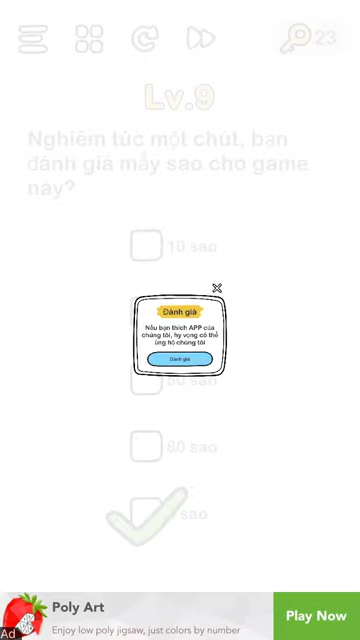 23
Lv.9
Nghiêm túc một chút, bạn
đánh giá mấy sao cho game
này?
10 sao
Đánh giá
Nếu bạn thích APP của
chúng tôi, hy vọng có thể
ủng hộ chúng tôi
Đánh giá
50 sao
80 sao
sao
Poly Art
Enjoy low poly jigsaw, just colors by number
Play Now
Ad